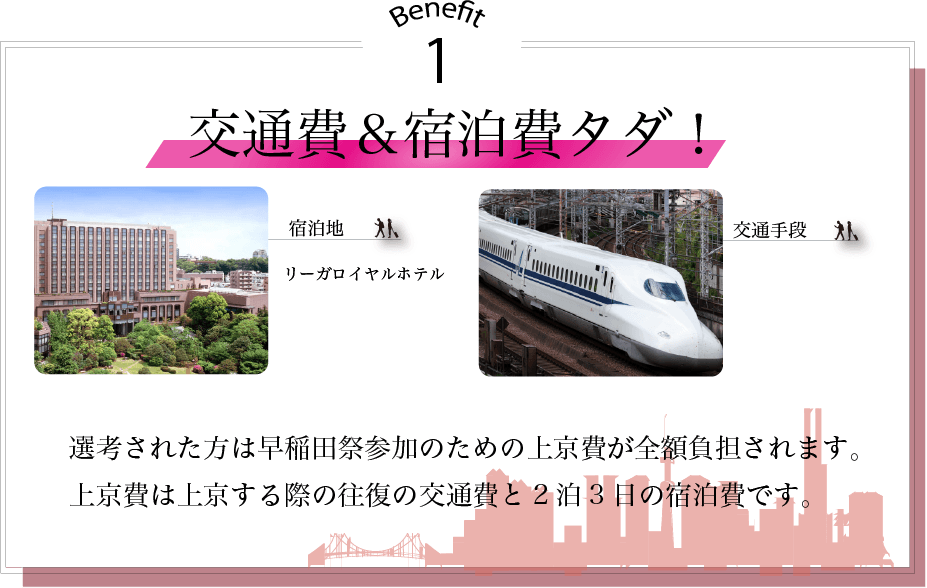 Benefit
1
交通費＆宿泊費タダ！
宿泊地
リーガロイヤルホテル
交通手段
選考された方は早稲田祭参加のための上京費が全額負担されます。
上京費は上京する際の往復の交通費と2泊3日の宿泊費です。